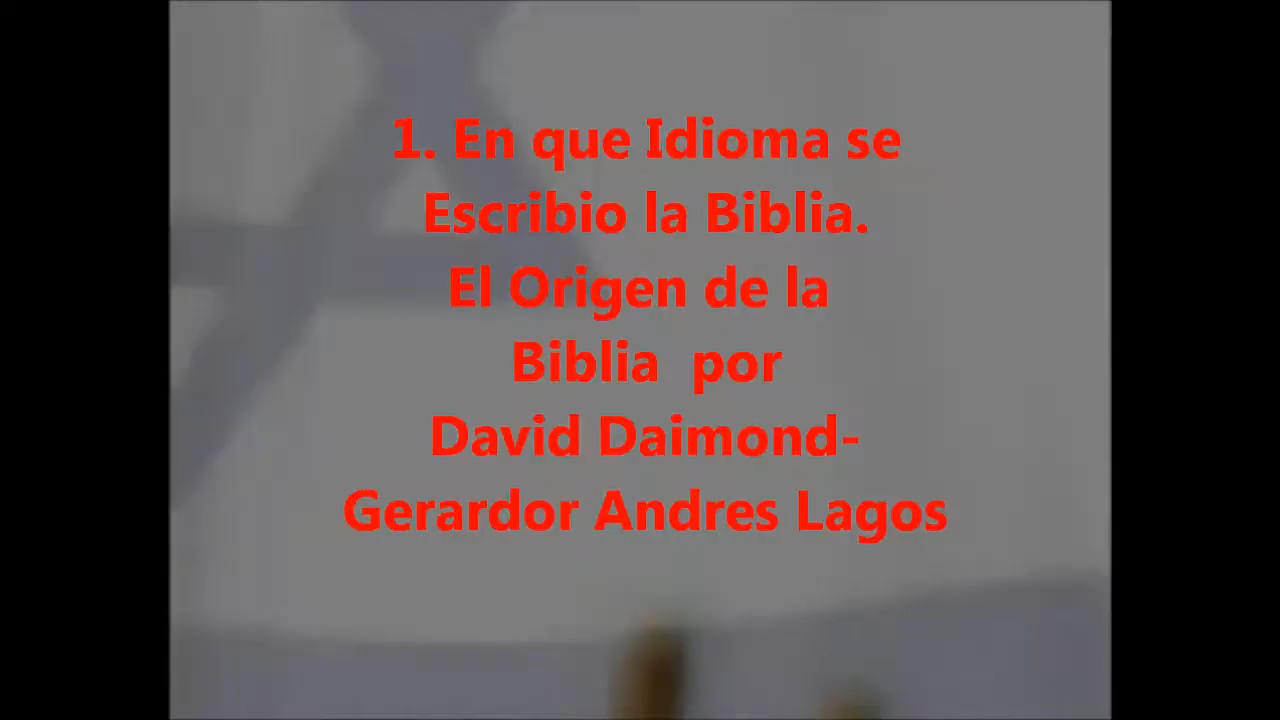 1. En que Idioma se
Escribio la Biblia.
El Origen de la
Biblia por
David Daimond-
Gerardor Andres Lagos